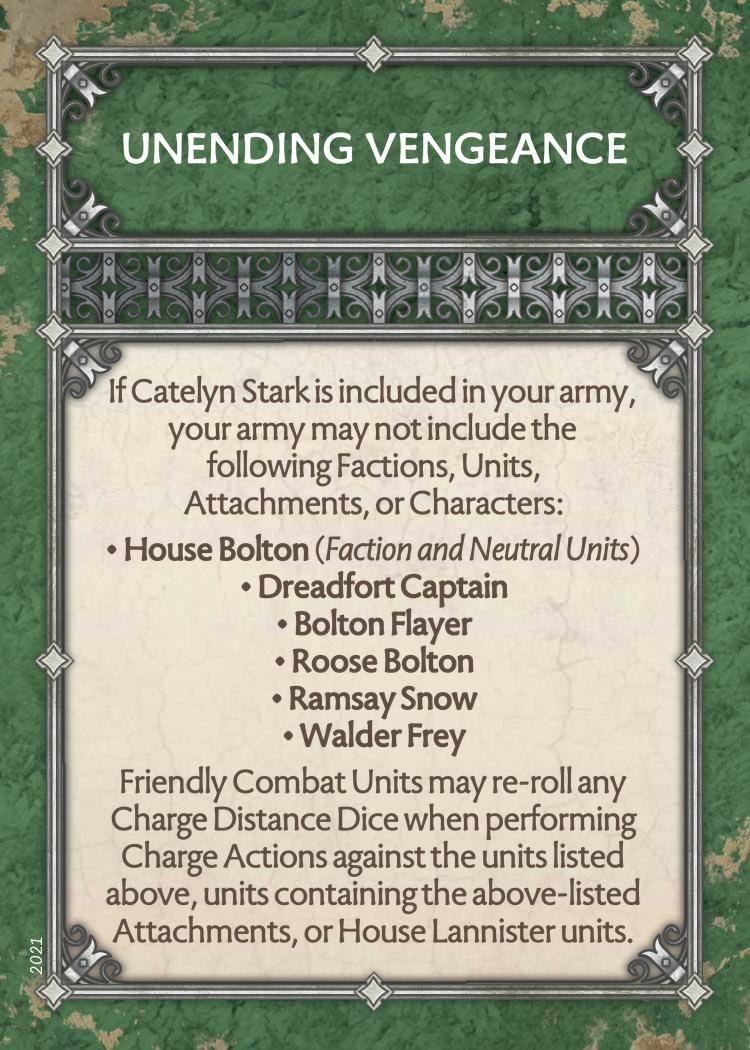 UNENDING VENGEANCE
If Catelyn Stark is included in your army,
your army may not include the
following Factions, Units,
Attachments, or Characters:
• House Bolton (Faction and Neutral Units)
• Dreadfort Captain
• Bolton Flayer
• Roose Bolton
• Ramsay Snow
• Walder Frey
Friendly Combat Units may re-roll any
Charge Distance Dice when performing
Charge Actions against the units listed
above, units containing the above-listed
Attachments, or House Lannister units.
2021